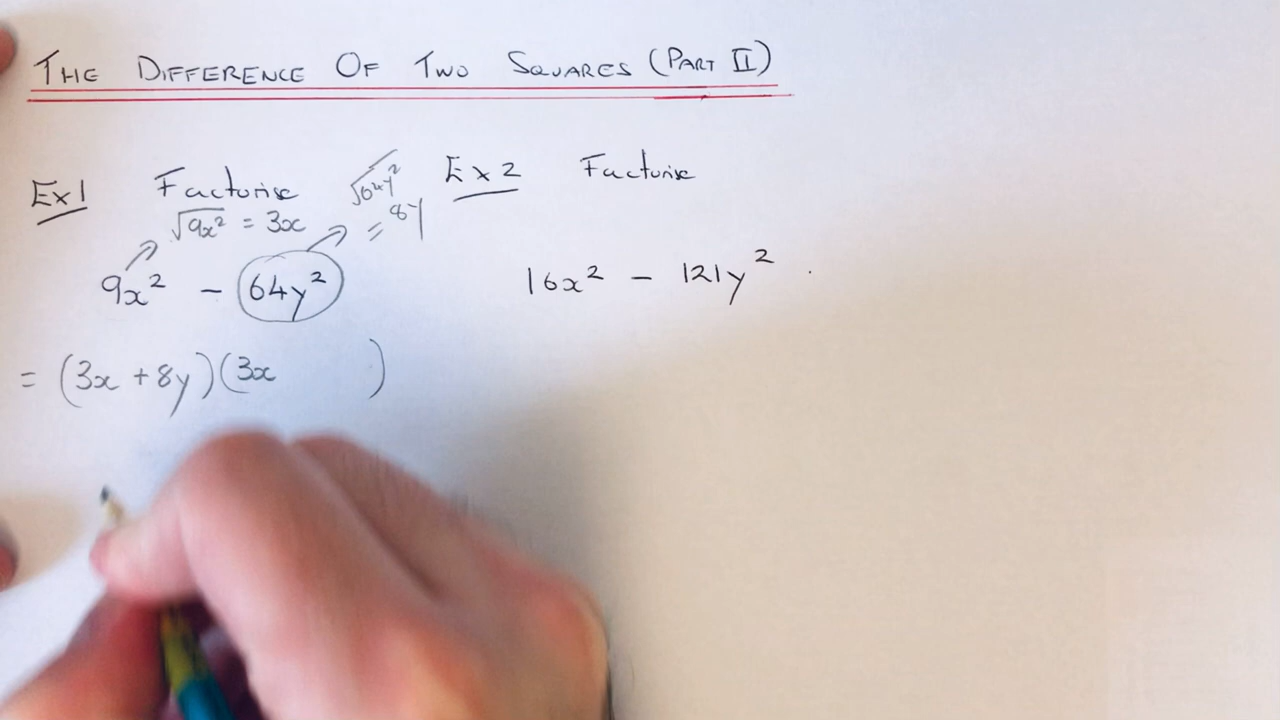 THE DIFFERENCE OF TWO SQUARES (PART II)
Ex1 Factorise
√9x² = 3x
√64y²
= 8y
9x² - 64y²
= (3x + 8y)(3x )
Ex2 Factorise
16x² - 121y²